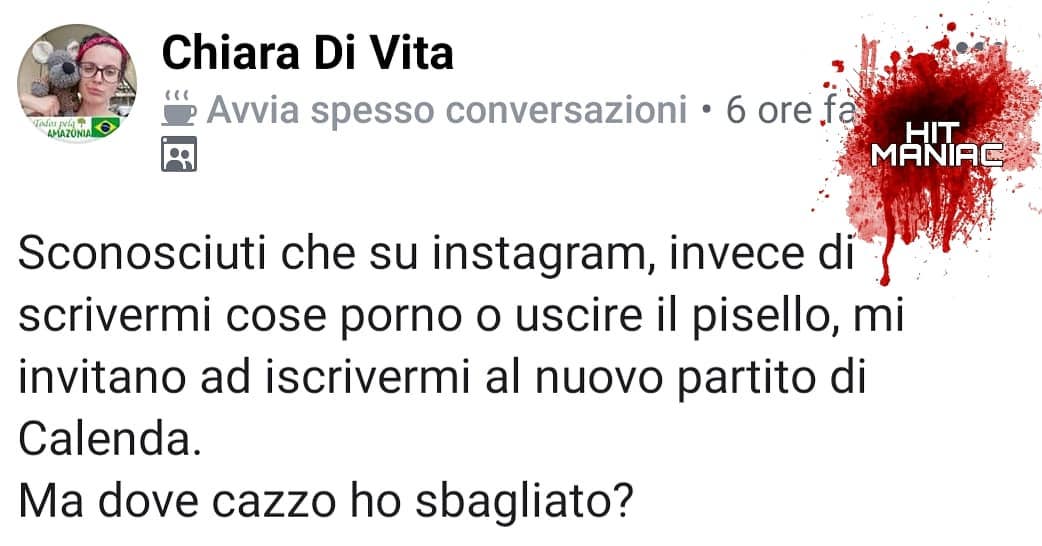 Chiara Di Vita
Avvia spesso conversazioni • 6 ore fa
HIT
MANIAC
Todos pela
AMAZÔNIA
Sconosciuti che su instagram, invece di
scrivermi cose porno o uscire il pisello, mi
invitano ad iscrivermi al nuovo partito di
Calenda.
Ma dove cazzo ho sbagliato?